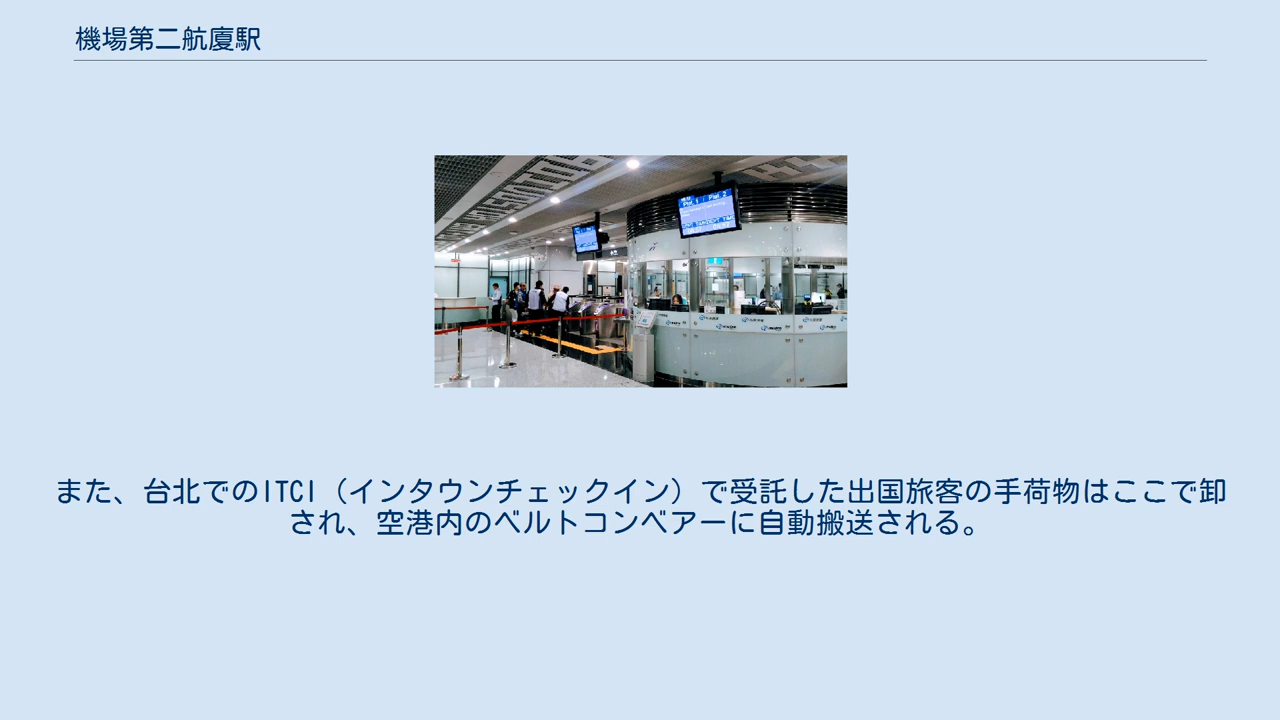 機場第二航廈駅
また、台北でのITCI（インタウンチェックイン）で受託した出国旅客の手荷物はここで卸
され、空港内のベルトコンベアーに自動搬送される。